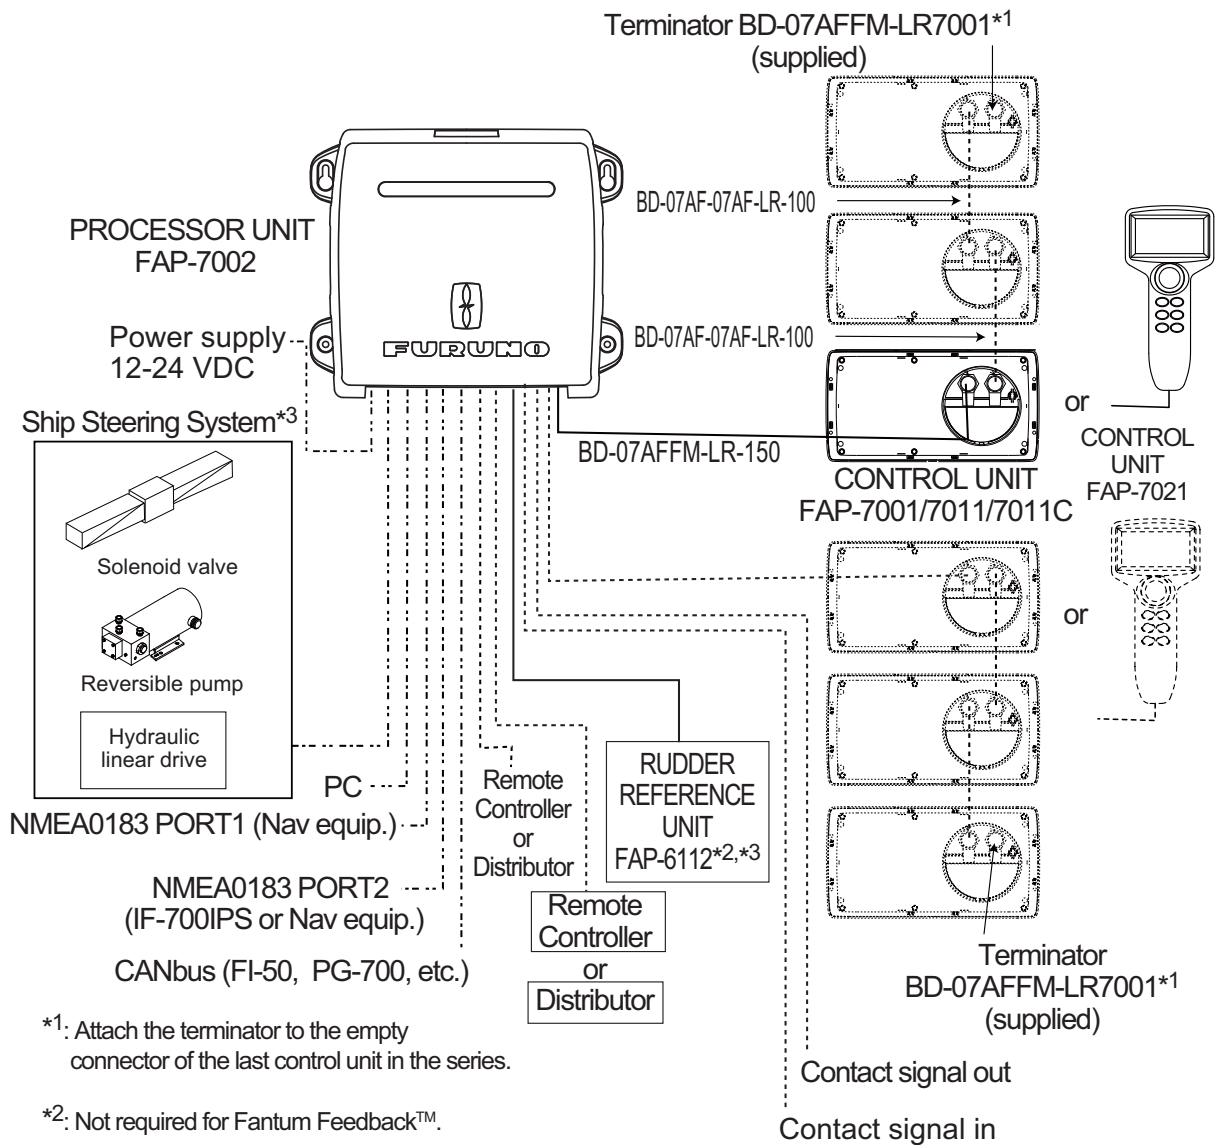 Terminator BD-07AFFM-LR7001*1
(supplied)
BD-07AF-07AF-LR-100
PROCESSOR UNIT
FAP-7002
Power supply
12-24 VDC
FURUNO
BD-07AF-07AF-LR-100
or
CONTROL
UNIT
FAP-7021
Ship Steering System*3
BD-07AFFM-LR-150
CONTROL UNIT
FAP-7001/7011/7011C
Solenoid valve
Reversible pump
Hydraulic
linear drive
or
PC
NMEA0183 PORT1 (Nav equip.)
NMEA0183 PORT2
(IF-700IPS or Nav equip.)
CANbus (FI-50, PG-700, etc.)
Remote
Controller
or
Distributor
Remote
Controller
or
Distributor
RUDDER
REFERENCE
UNIT
FAP-6112*2,*3
Terminator
BD-07AFFM-LR7001*1
(supplied)
Contact signal out
Contact signal in
*1: Attach the terminator to the empty
connector of the last control unit in the series.
*2: Not required for Fantum Feedback™.